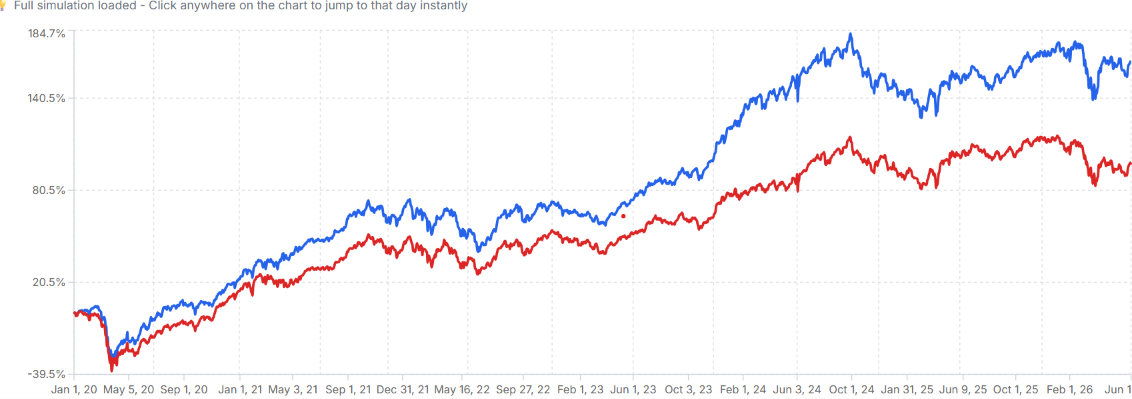 Full simulation loaded - Click anywhere on the chart to jump to that day instantly
184.7%
140.5%
80.5%
20.5%
-39.5%
Jan 1, 20 May 5, 20 Sep 1, 20 Jan 1, 21 May 3, 21 Sep 1, 21 Dec 31, 21 May 16, 22 Sep 27, 22 Feb 1, 23 Jun 1, 23 Oct 3, 23 Feb 1, 24 Jun 3, 24 Oct 1, 24 Jan 31, 25 Jun 9, 25 Oct 1, 25 Feb 1, 26 Jun 1